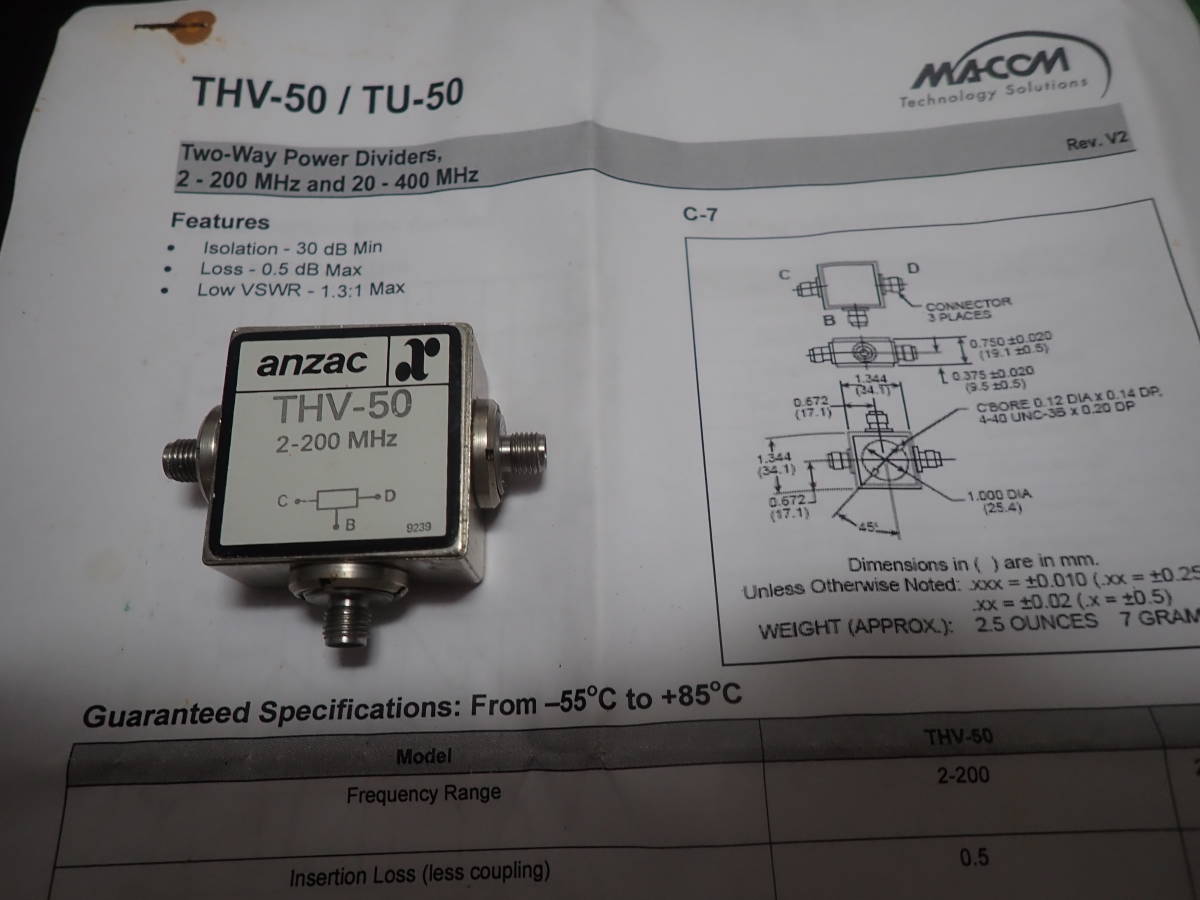 THV-50 / TU-50
MACOM
Technology Solutions
Two-Way Power Dividers,
2 - 200 MHz and 20 - 400 MHz
Rev. V2
Features
• Isolation - 30 dB Min
• Loss - 0.5 dB Max
• Low VSWR - 1.3:1 Max
C-7
C
D
B
CONNECTOR
3 PLACES
0.750 ±0.020
(19.1 ±0.5)
0.375 ±0.020
(9.5 ±0.5)
1.344
(34.1)
0.672
(17.1)
C'BORE 0.12 DIA x 0.14 DP,
4-40 UNC-3B x 0.20 DP
1.344
(34.1)
0.672
(17.1)
1.000 DIA
(25.4)
45°
Dimensions in ( ) are in mm.
Unless Otherwise Noted: .xxx = ±0.010 (.xx = ±0.25
.xx = ±0.02 (.x = ±0.5)
WEIGHT (APPROX.): 2.5 OUNCES 7 GRAM
anzac
THV-50
2-200 MHz
C
D
B
9239
Guaranteed Specifications: From –55°C to +85°C
Model
THV-50
Frequency Range
2-200
Insertion Loss (less coupling)
0.5